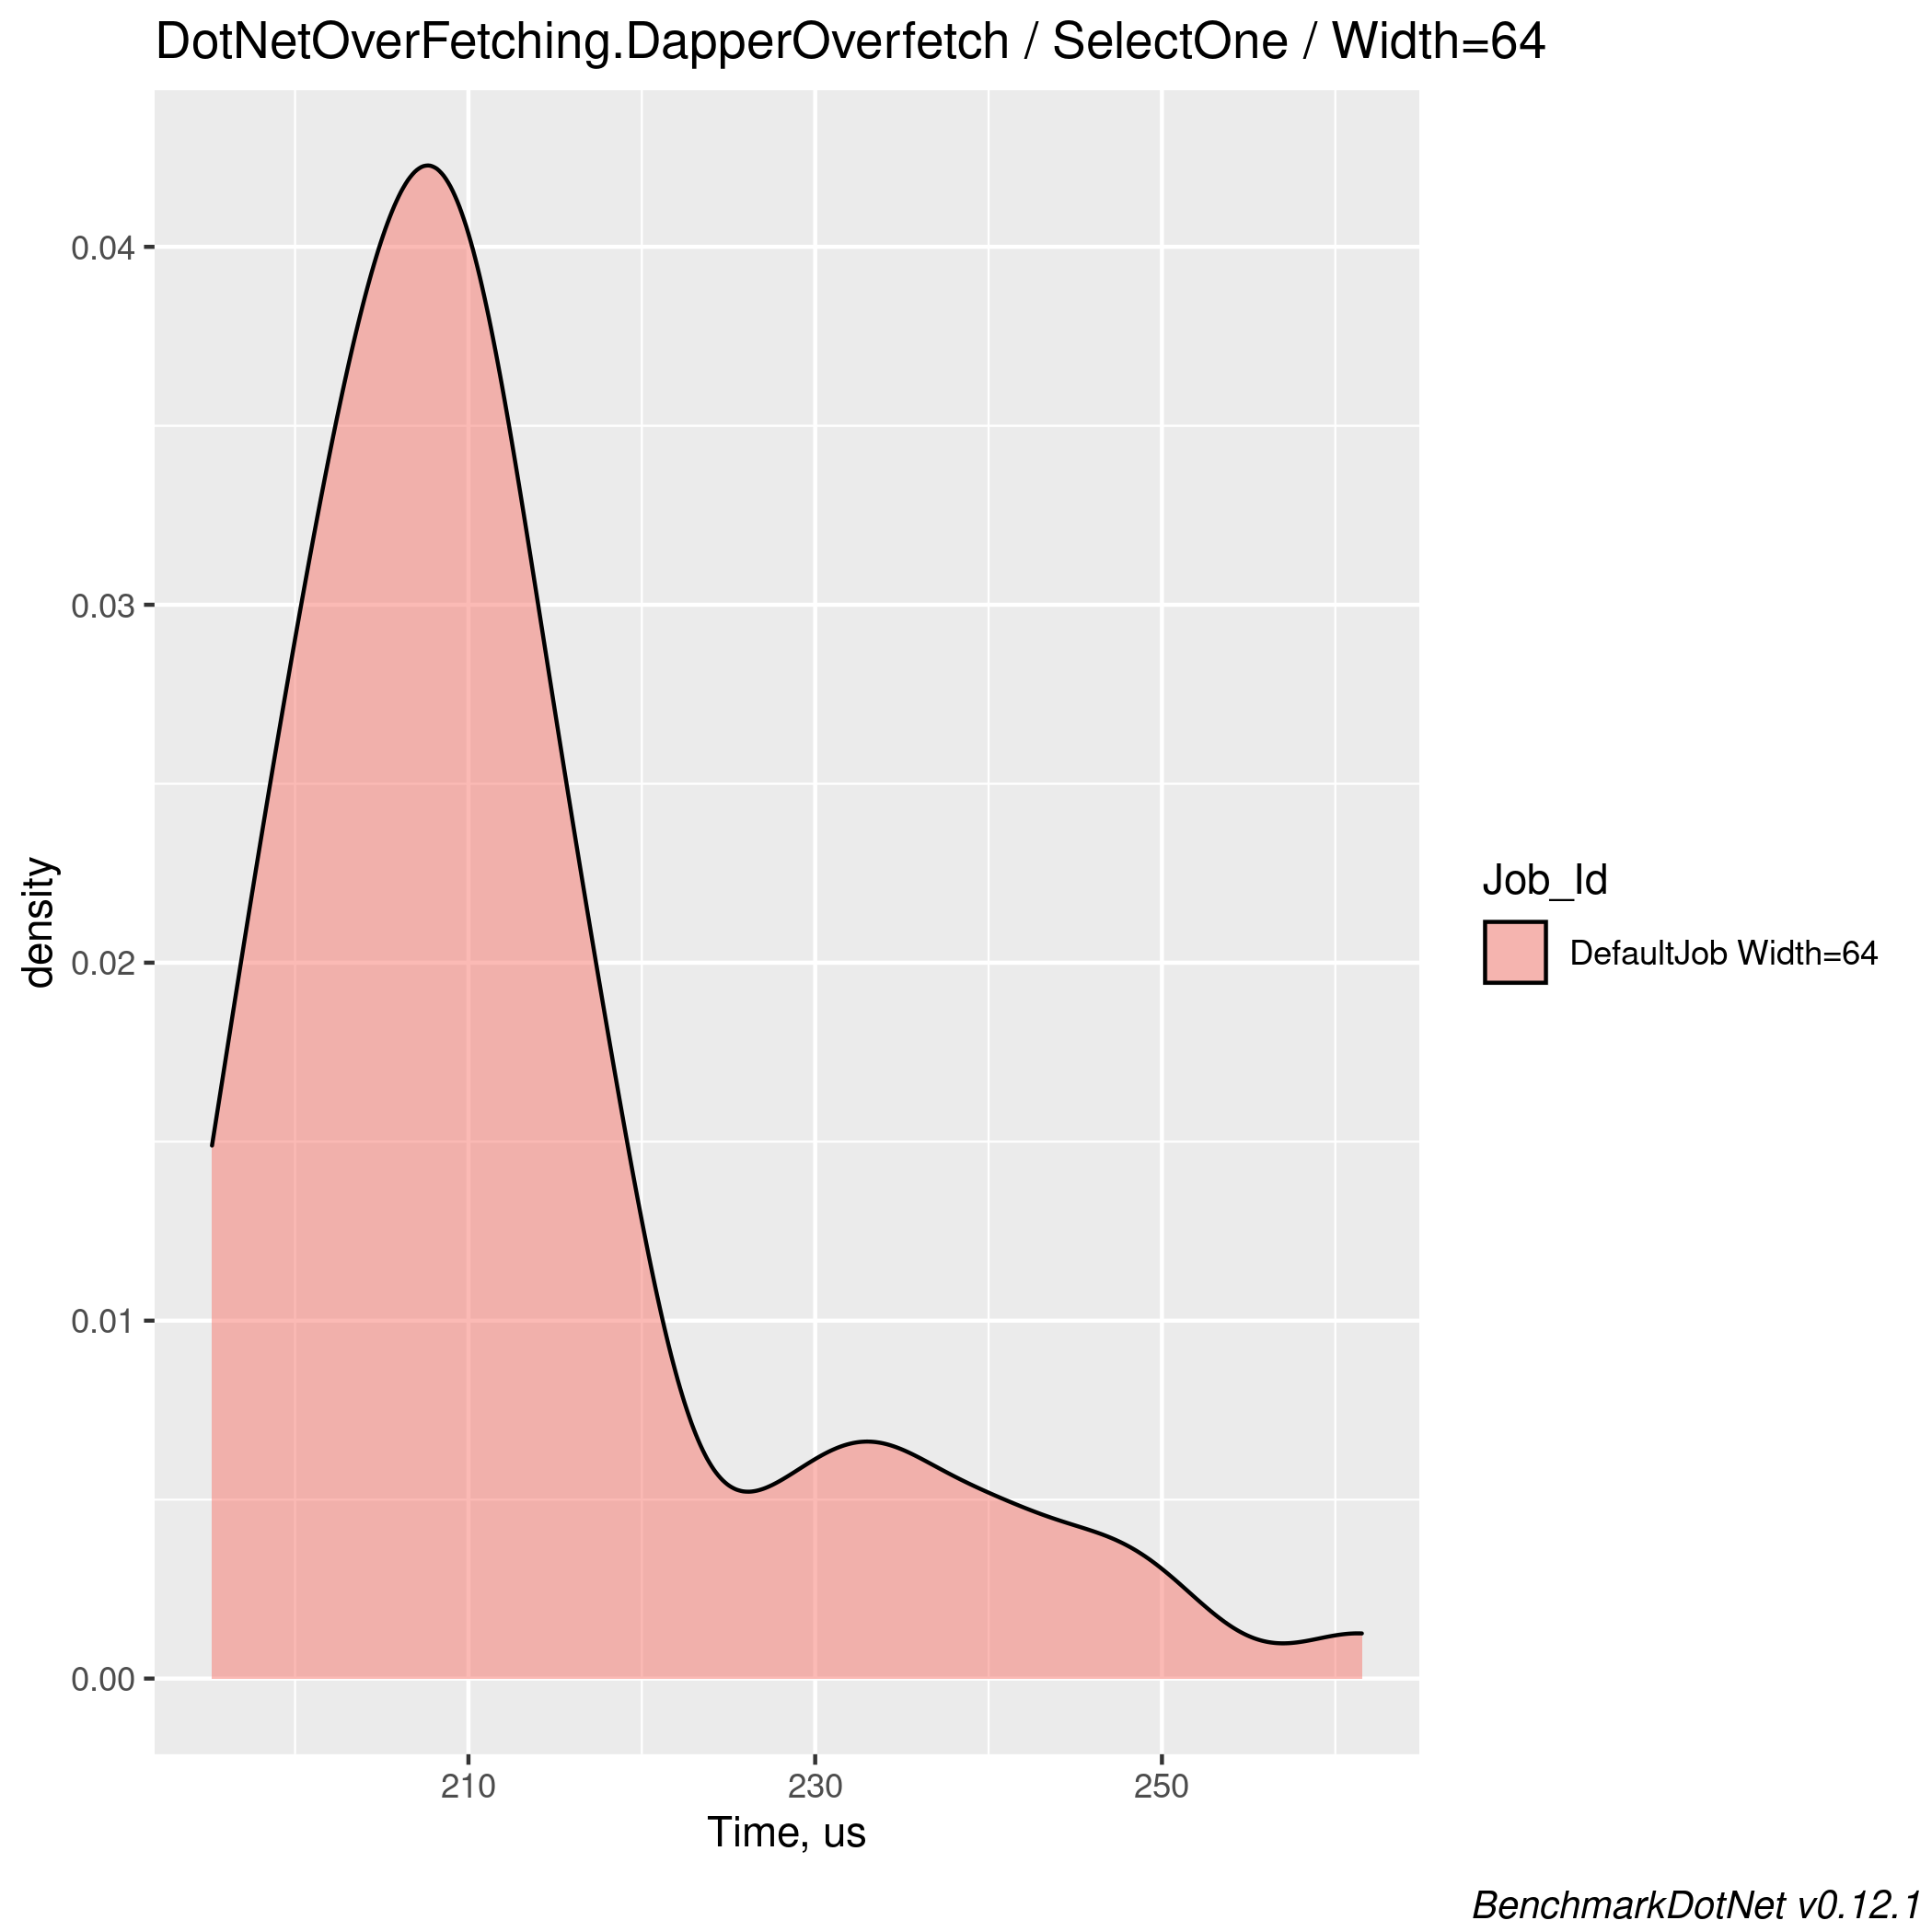 DotNetOverFetching.DapperOverfetch / SelectOne / Width=64
0.04
0.03
0.02
0.01
0.00
density
210 230 250
Time, us
Job_Id
DefaultJob Width=64
BenchmarkDotNet v0.12.1